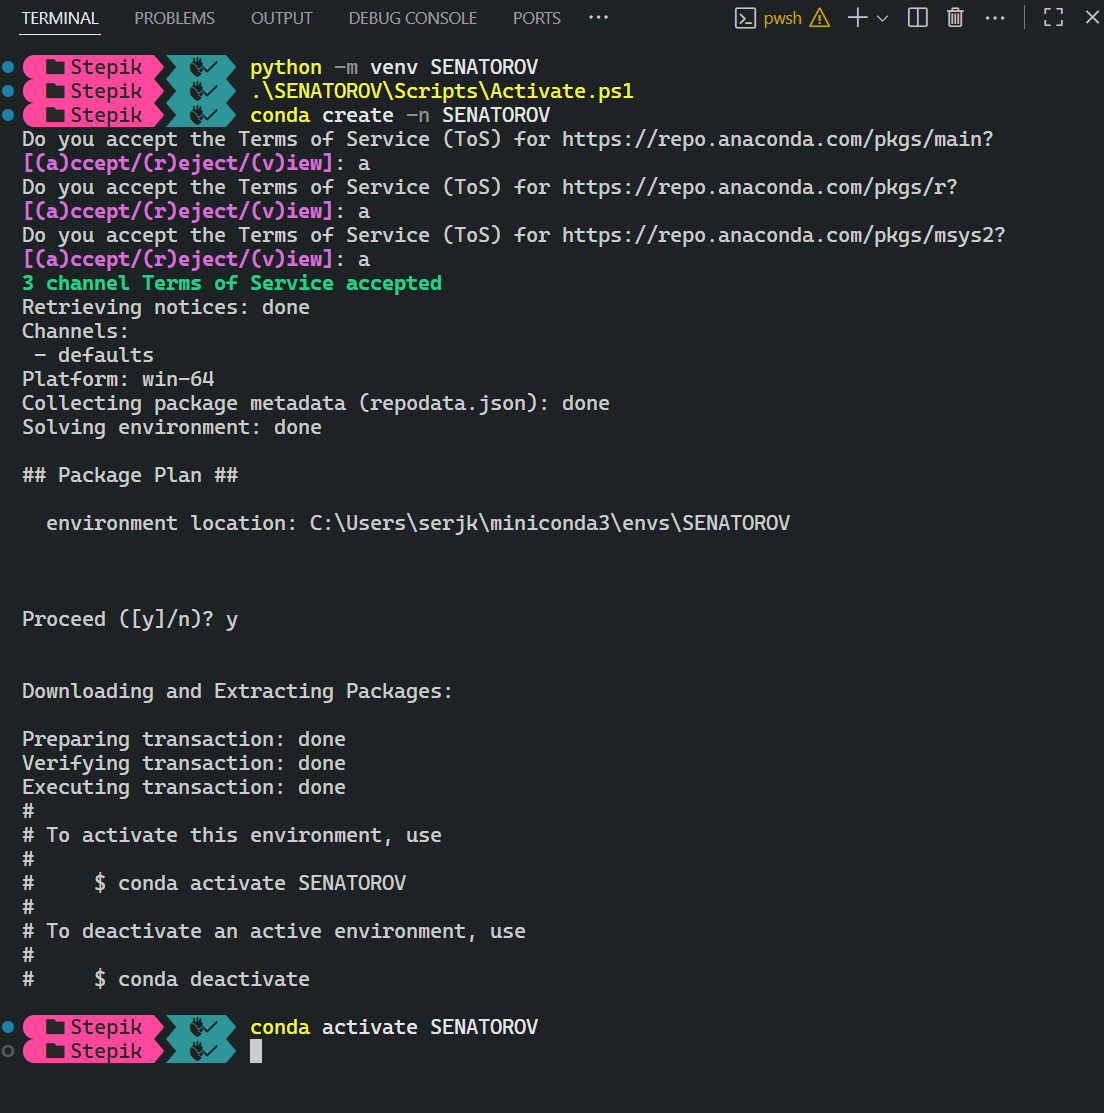 TERMINAL PROBLEMS OUTPUT DEBUG CONSOLE PORTS ··· pwsh ···
Stepik python -m venv SENATOROV
Stepik .\SENATOROV\Scripts\Activate.ps1
Stepik conda create -n SENATOROV
Do you accept the Terms of Service (ToS) for https://repo.anaconda.com/pkgs/main?
[(a)ccept/(r)eject/(v)iew]: a
Do you accept the Terms of Service (ToS) for https://repo.anaconda.com/pkgs/r?
[(a)ccept/(r)eject/(v)iew]: a
Do you accept the Terms of Service (ToS) for https://repo.anaconda.com/pkgs/msys2?
[(a)ccept/(r)eject/(v)iew]: a
3 channel Terms of Service accepted
Retrieving notices: done
Channels:
 - defaults
Platform: win-64
Collecting package metadata (repodata.json): done
Solving environment: done
## Package Plan ##
  environment location: C:\Users\serjk\miniconda3\envs\SENATOROV
Proceed ([y]/n)? y
Downloading and Extracting Packages:
Preparing transaction: done
Verifying transaction: done
Executing transaction: done
#
# To activate this environment, use
#
#     $ conda activate SENATOROV
#
# To deactivate an active environment, use
#
#     $ conda deactivate
Stepik conda activate SENATOROV
Stepik